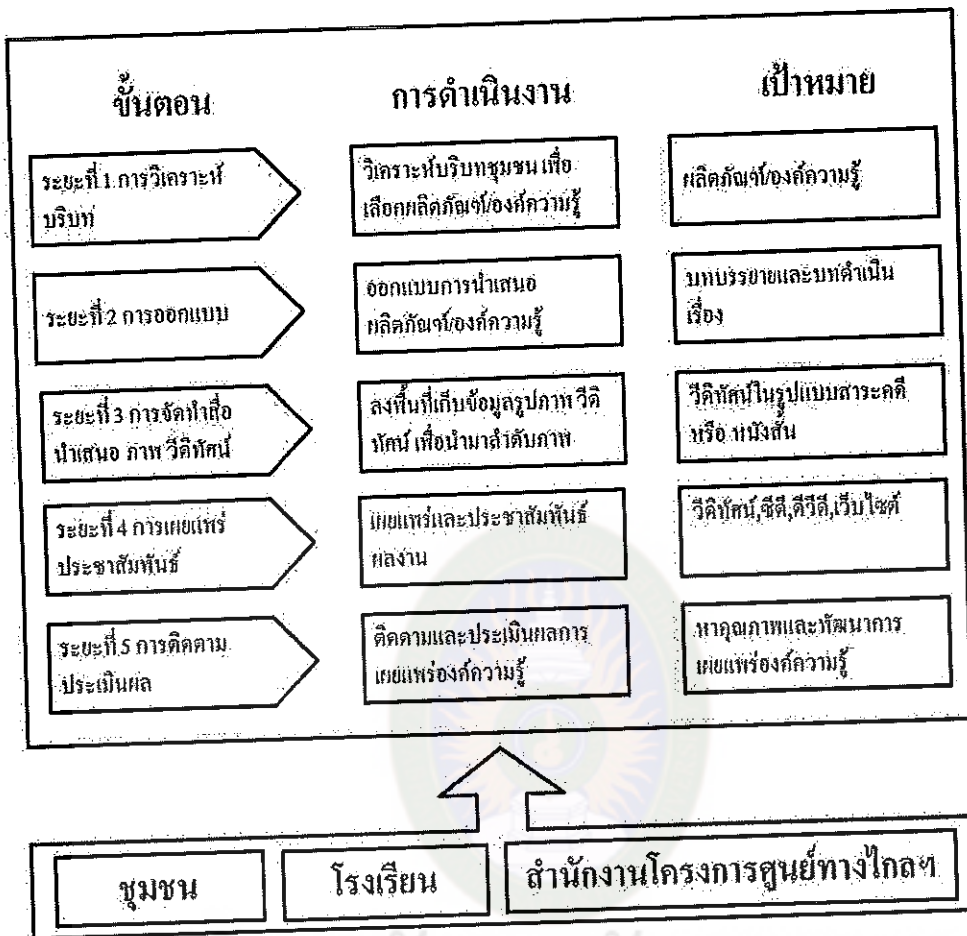 ขั้นตอน การดำเนินงาน เป้าหมาย
ระยะที่ 1 การวิเคราะห์
บริบท
วิเคราะห์บริบทชุมชน เพื่อ
เลือกผลิตภัณฑ์/องค์ความรู้
ผลิตภัณฑ์/องค์ความรู้
ระยะที่ 2 การออกแบบ
ออกแบบการนำเสนอ
ผลิตภัณฑ์/องค์ความรู้
บทบรรยายและบทดำเนิน
เรื่อง
ระยะที่ 3 การจัดทำสื่อ
นำเสนอ ภาพ วีดิทัศน์
ลงพื้นที่เก็บข้อมูลรูปภาพ วีดิ
ทัศน์ เพื่อนำมาลำดับภาพ
วีดิทัศน์ในรูปแบบสาระคดี
หรือ หนังสั้น
ระยะที่ 4 การเผยแพร่
ประชาสัมพันธ์
เผยแพร่และประชาสัมพันธ์
ผลงาน
วีดิทัศน์,ซีดี,ดีวีดี,เว็บไซต์
ระยะที่ 5 การติดตาม
ประเมินผล
ติดตามและประเมินผลการ
เผยแพร่องค์ความรู้
หาคุณภาพและพัฒนาการ
เผยแพร่องค์ความรู้
ชุมชน โรงเรียน สำนักงานโครงการศูนย์ทางไกลฯ